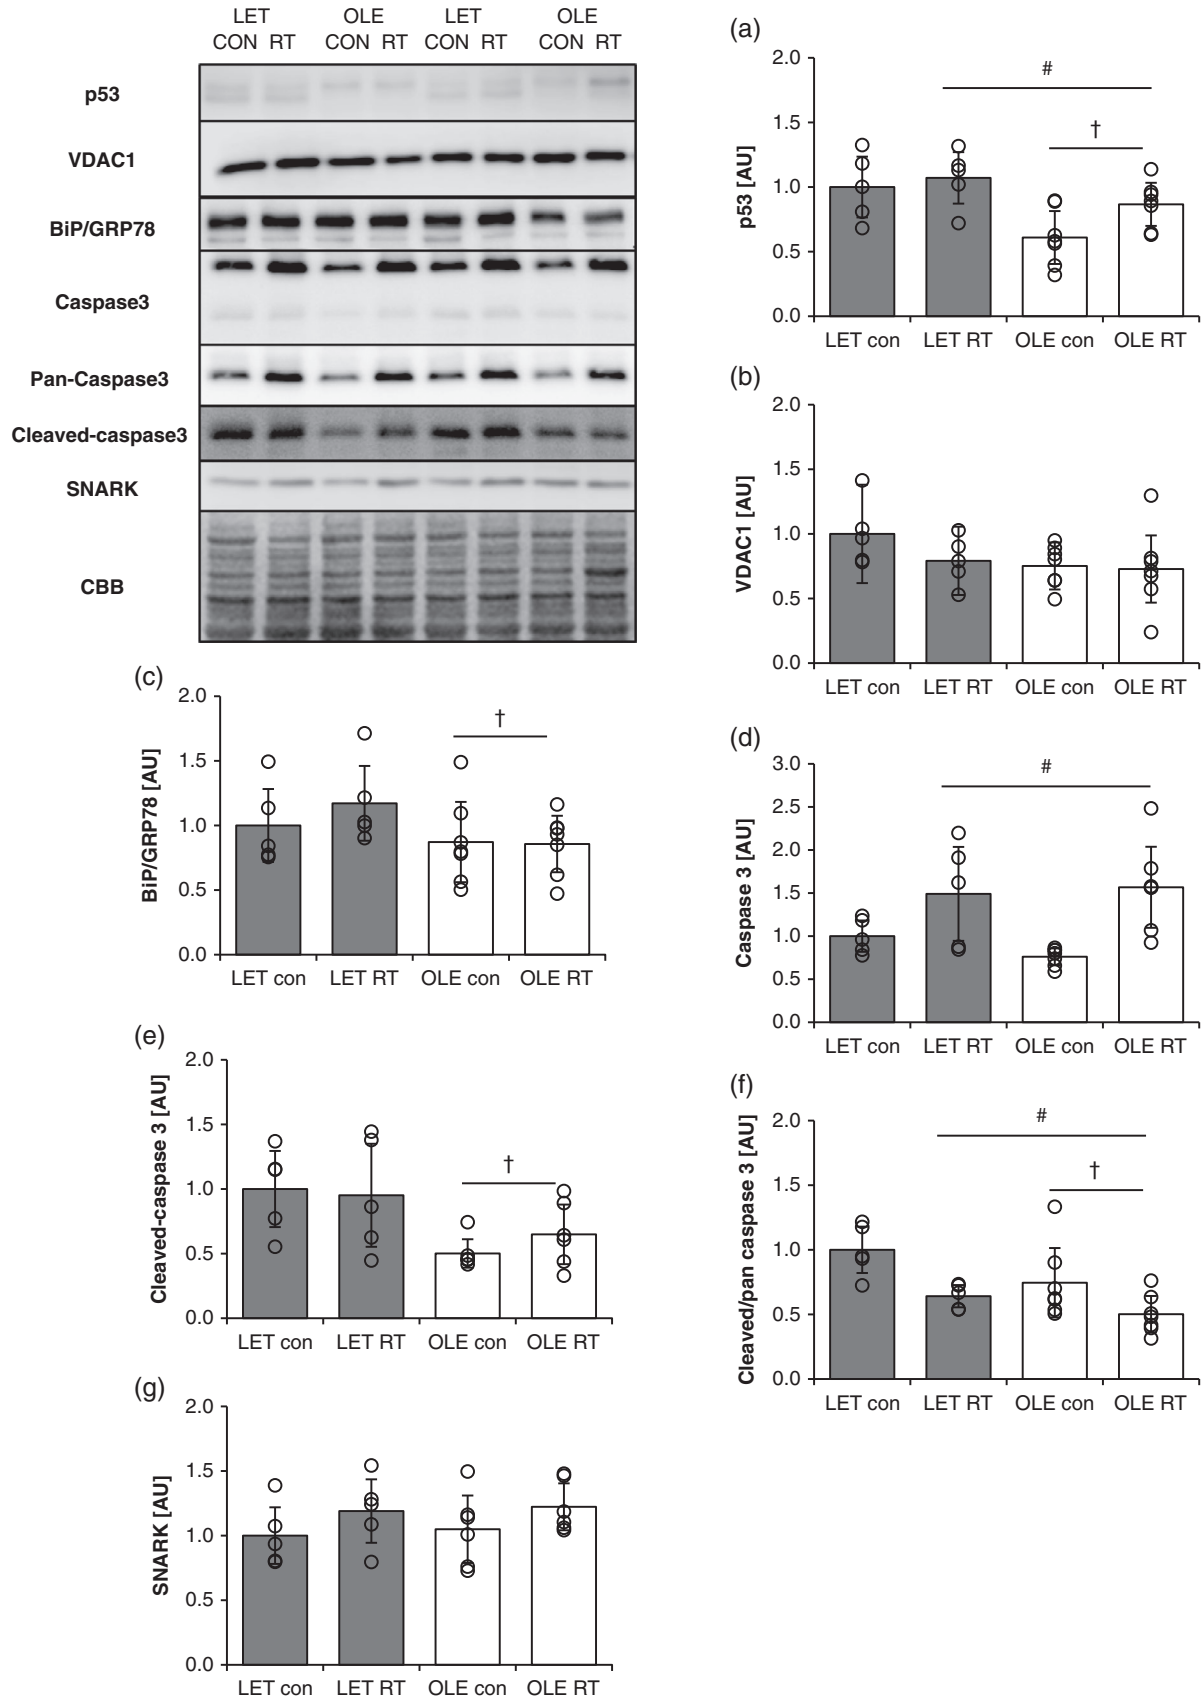 LET OLE LET OLE
CON RT CON RT CON RT CON RT
p53
VDAC1
BiP/GRP78
Caspase3
Pan-Caspase3
Cleaved-caspase3
SNARK
CBB
(a)
p53 [AU]
2.0
1.5
1.0
0.5
0.0
#
†
LET con LET RT OLE con OLE RT
(b)
VDAC1 [AU]
2.0
1.5
1.0
0.5
0.0
LET con LET RT OLE con OLE RT
(c)
BiP/GRP78 [AU]
2.0
1.5
1.0
0.5
0.0
†
LET con LET RT OLE con OLE RT
(d)
Caspase 3 [AU]
3.0
2.5
2.0
1.5
1.0
0.5
0.0
#
LET con LET RT OLE con OLE RT
(e)
Cleaved-caspase 3 [AU]
2.0
1.5
1.0
0.5
0.0
†
LET con LET RT OLE con OLE RT
(f)
Cleaved/pan caspase 3 [AU]
2.0
1.5
1.0
0.5
0.0
#
†
LET con LET RT OLE con OLE RT
(g)
SNARK [AU]
2.0
1.5
1.0
0.5
0.0
LET con LET RT OLE con OLE RT